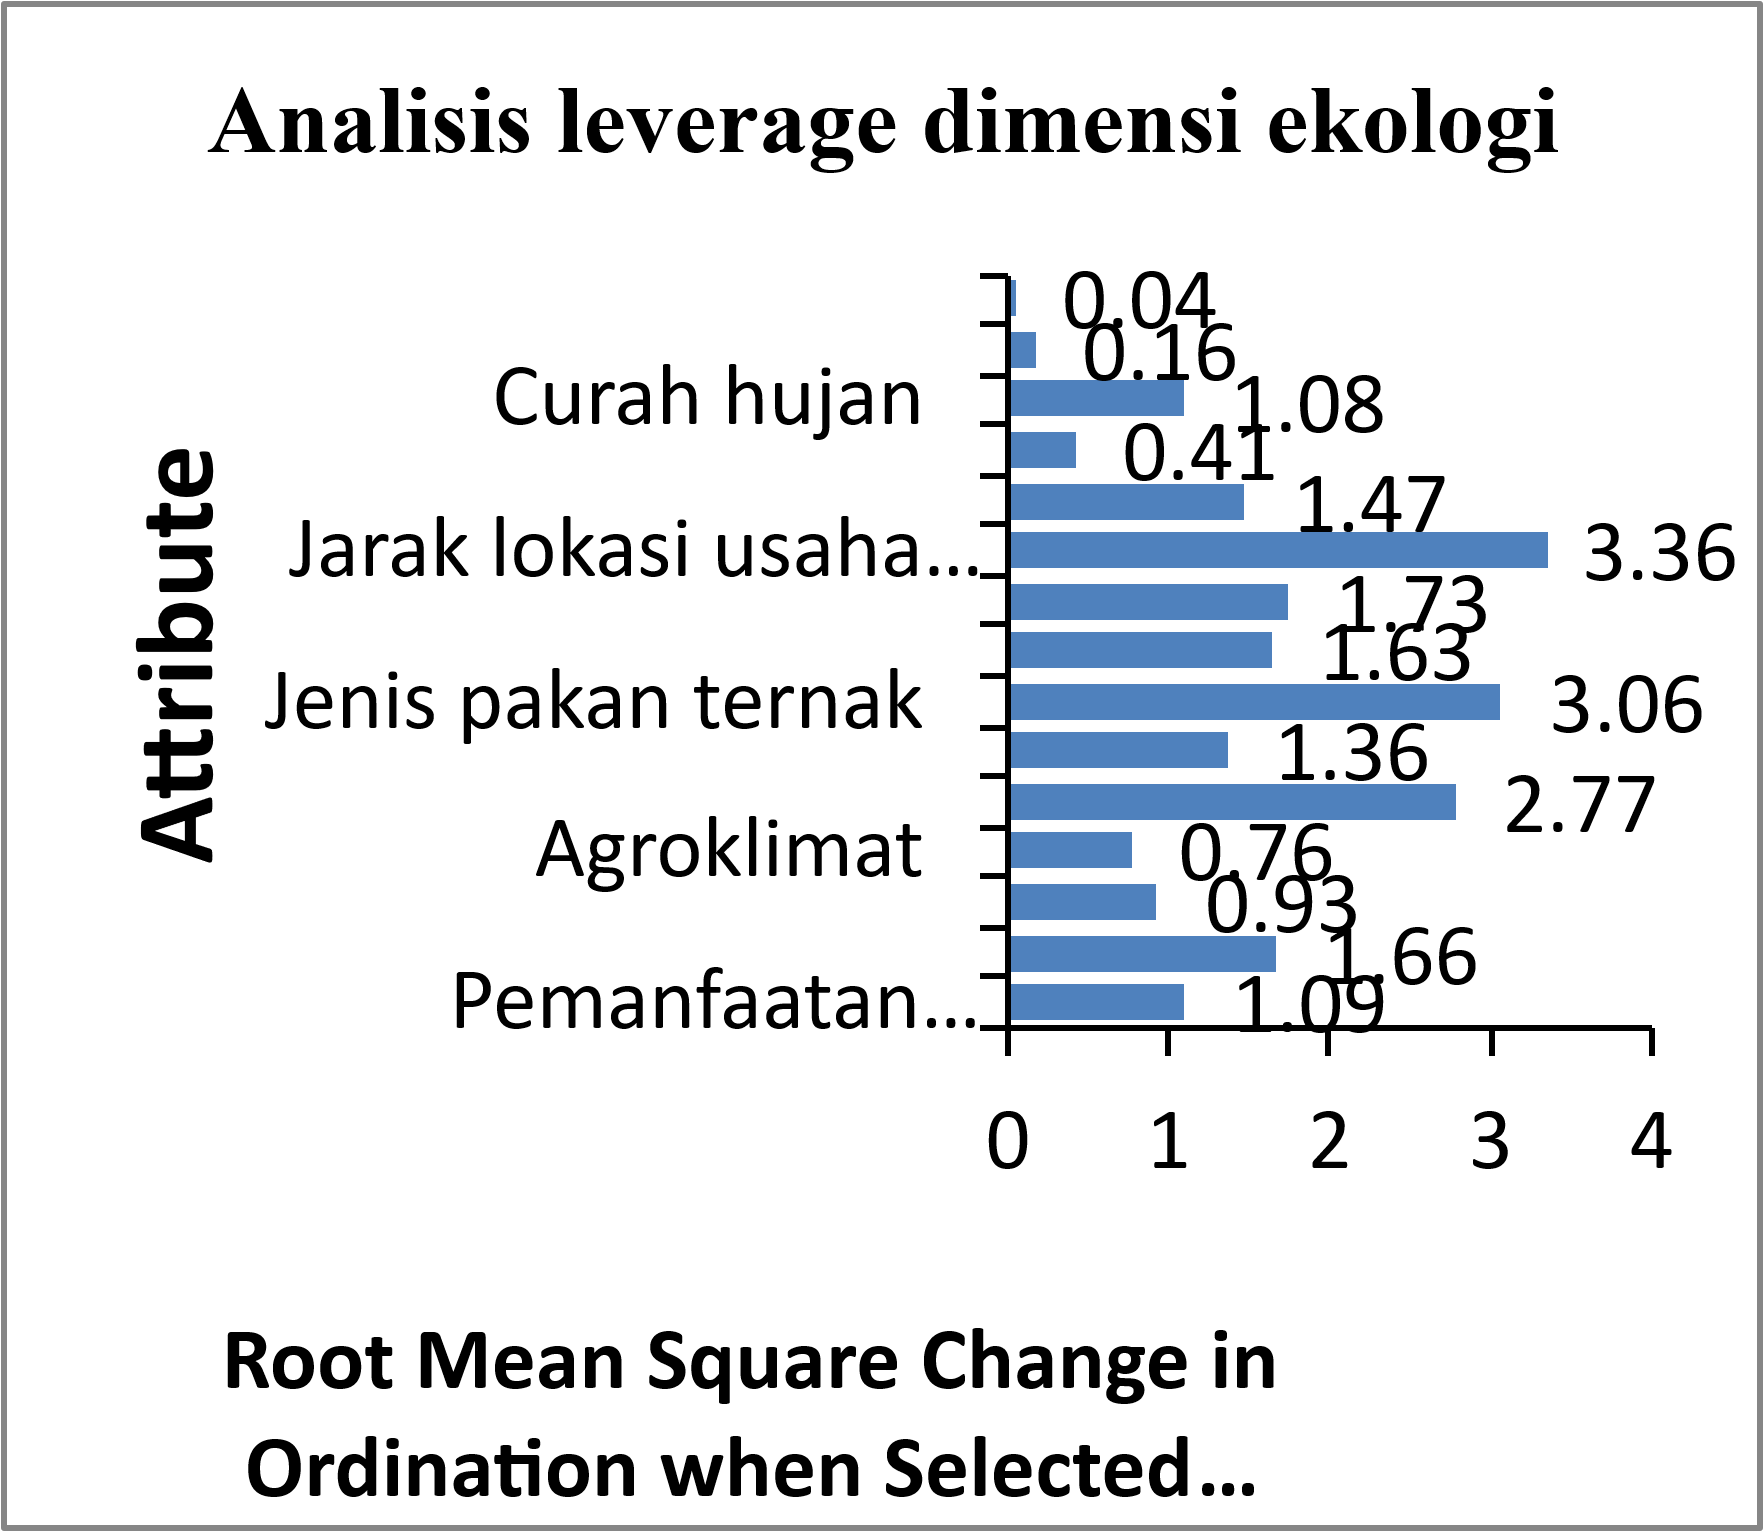 Analisis leverage dimensi ekologi
Attribute
0.04
0.16
Curah hujan 1.08
0.41
1.47
Jarak lokasi usaha... 3.36
1.73
1.63
Jenis pakan ternak 3.06
1.36
2.77
Agroklimat 0.76
0.93
1.66
Pemanfaatan... 1.09
0 1 2 3 4
Root Mean Square Change in
Ordination when Selected...